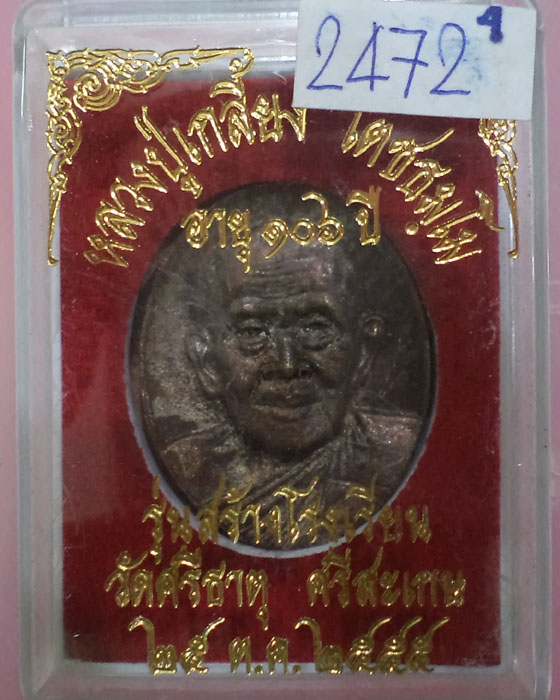 2472
หลวงปู่เกลี้ยง เตชธมฺโม
อายุ ๑๐๖ ปี
รุ่นสร้างโรงเรียน
วัดศรีธาตุ ศรีสะเกษ
๒๕ ต.ค. ๒๕๕๕